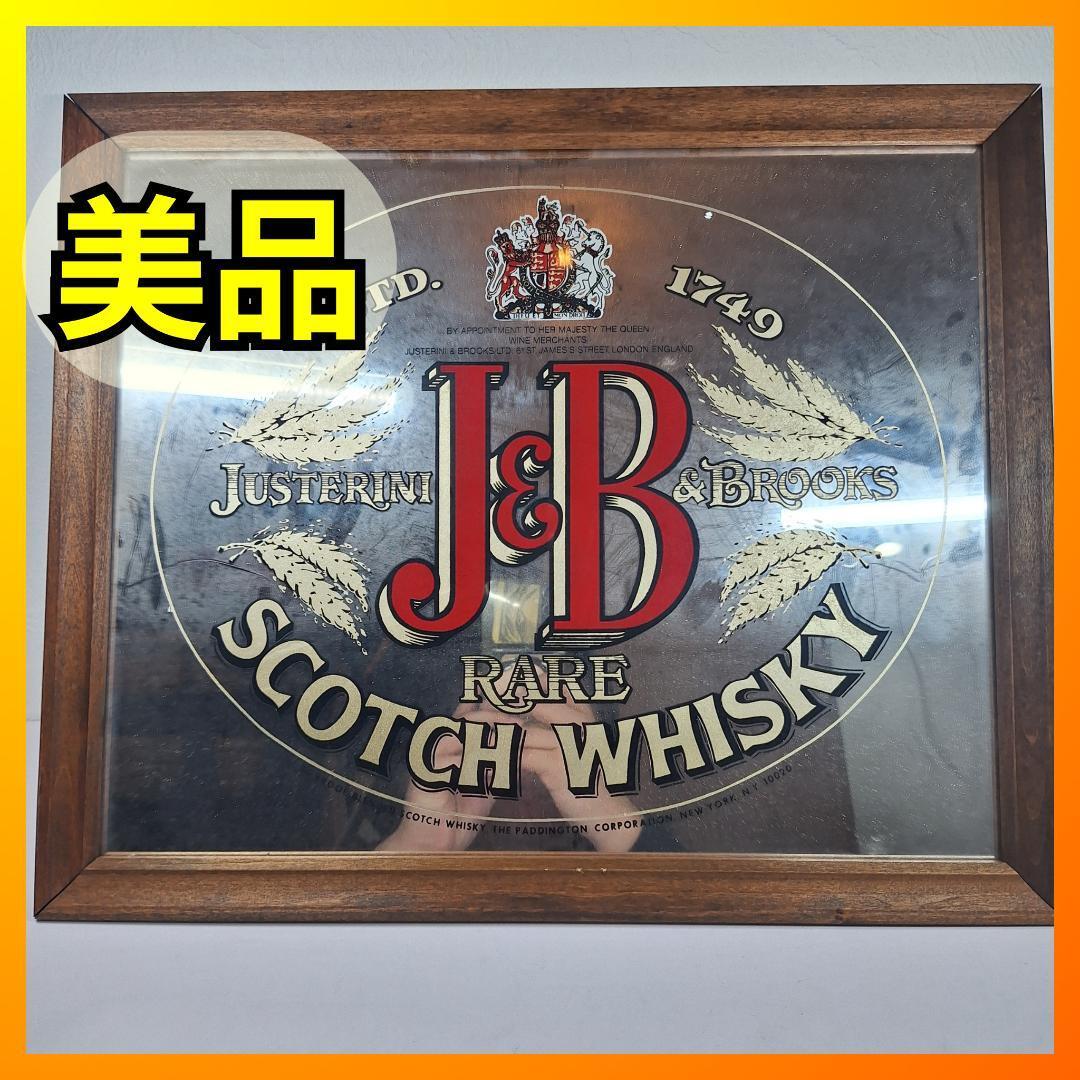 美品
TD.
1749
BY APPOINTMENT TO HER MAJESTY THE QUEEN
WINE MERCHANTS
JUSTERINI & BROOKS LTD. 61 ST JAMES'S STREET LONDON ENGLAND
J&B
JUSTERINI
& BROOKS
RARE
SCOTCH WHISKY
SCOTCH WHISKY, THE PADDINGTON CORPORATION, NEW YORK, N.Y. 10020